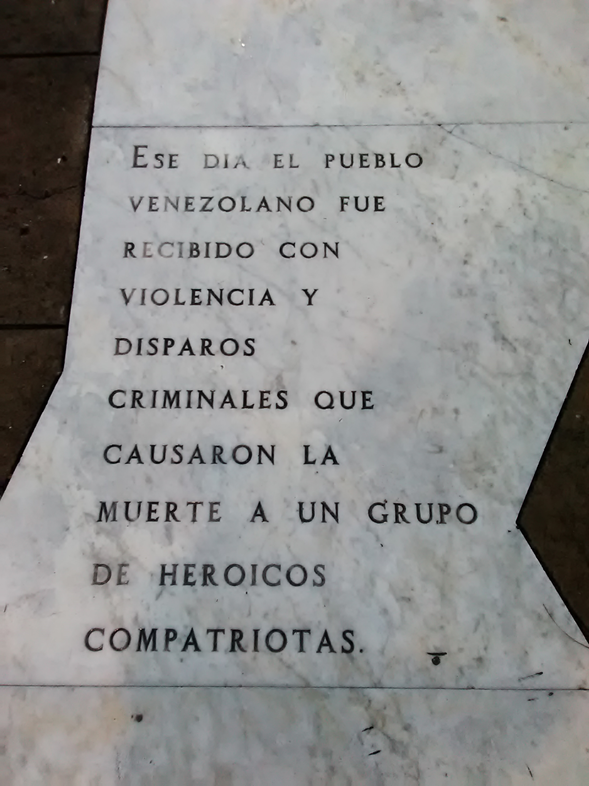 ESE DIA EL PUEBLO
VENEZOLANO FUE
RECIBIDO CON
VIOLENCIA Y
DISPAROS
CRIMINALES QUE
CAUSARON LA
MUERTE A UN GRUPO
DE HEROICOS
COMPATRIOTAS.